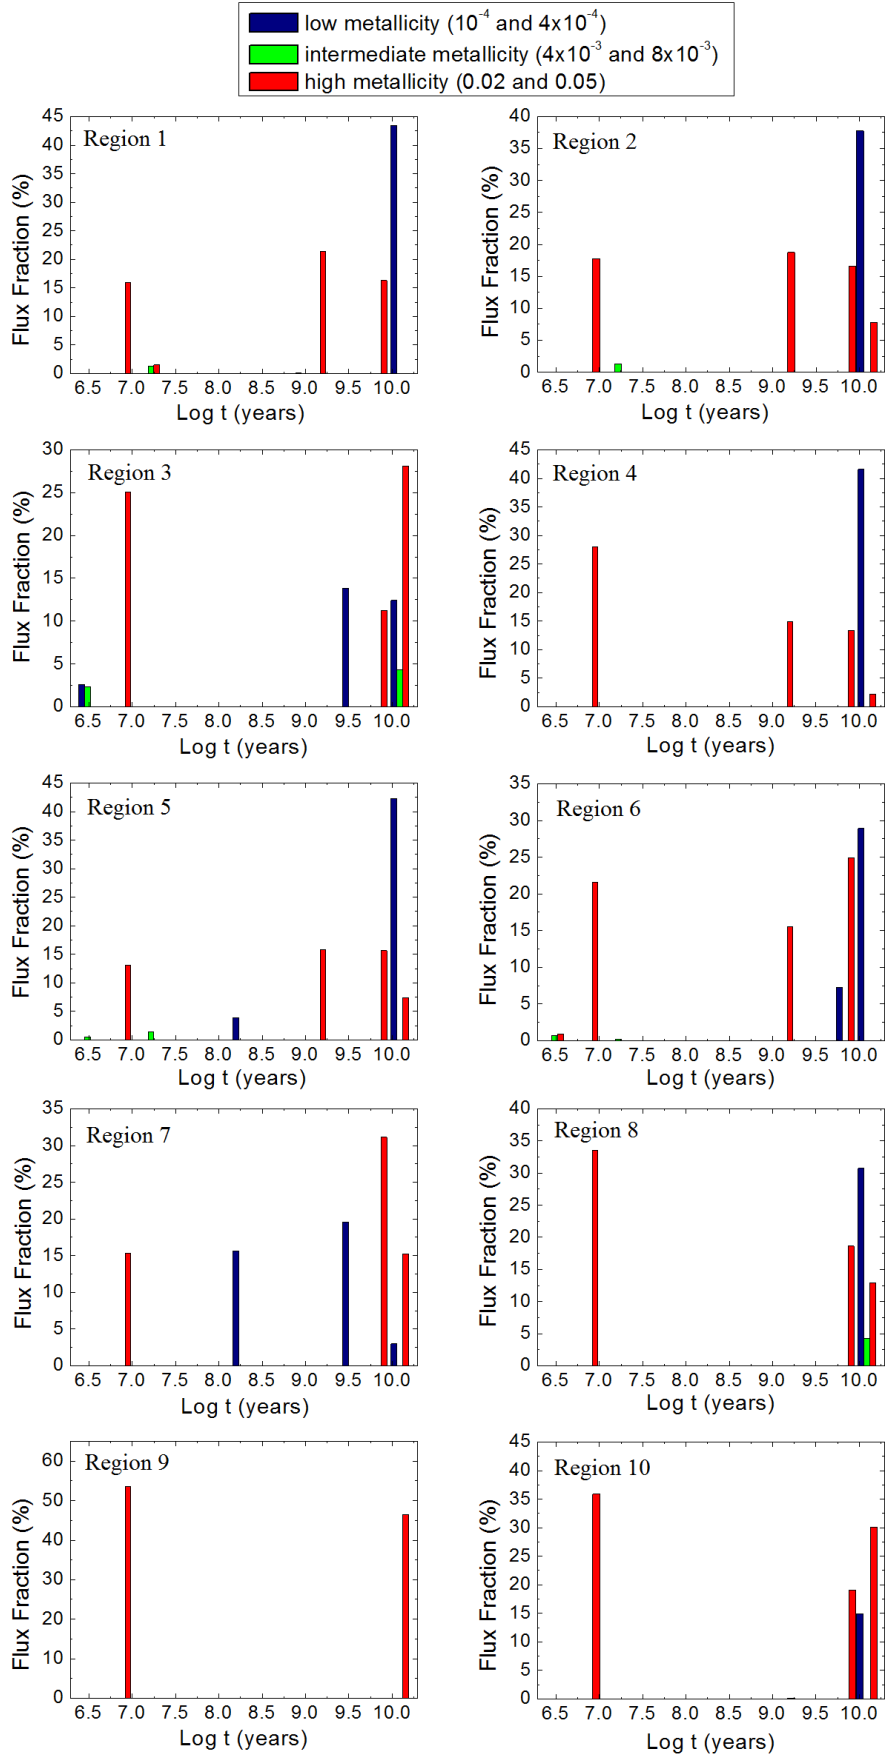 low metallicity (10⁻⁴ and 4x10⁻⁴)
intermediate metallicity (4x10⁻³ and 8x10⁻³)
high metallicity (0.02 and 0.05)
Region 1
45
40
35
30
25
20
15
10
5
0
Flux Fraction (%)
6.5 7.0 7.5 8.0 8.5 9.0 9.5 10.0
Log t (years)
Region 2
40
35
30
25
20
15
10
5
0
Flux Fraction (%)
6.5 7.0 7.5 8.0 8.5 9.0 9.5 10.0
Log t (years)
Region 3
30
25
20
15
10
5
0
Flux Fraction (%)
6.5 7.0 7.5 8.0 8.5 9.0 9.5 10.0
Log t (years)
Region 4
45
40
35
30
25
20
15
10
5
0
Flux Fraction (%)
6.5 7.0 7.5 8.0 8.5 9.0 9.5 10.0
Log t (years)
Region 5
45
40
35
30
25
20
15
10
5
0
Flux Fraction (%)
6.5 7.0 7.5 8.0 8.5 9.0 9.5 10.0
Log t (years)
Region 6
35
30
25
20
15
10
5
0
Flux Fraction (%)
6.5 7.0 7.5 8.0 8.5 9.0 9.5 10.0
Log t (years)
Region 7
35
30
25
20
15
10
5
0
Flux Fraction (%)
6.5 7.0 7.5 8.0 8.5 9.0 9.5 10.0
Log t (years)
Region 8
40
35
30
25
20
15
10
5
0
Flux Fraction (%)
6.5 7.0 7.5 8.0 8.5 9.0 9.5 10.0
Log t (years)
Region 9
60
50
40
30
20
10
0
Flux Fraction (%)
6.5 7.0 7.5 8.0 8.5 9.0 9.5 10.0
Log t (years)
Region 10
45
40
35
30
25
20
15
10
5
0
Flux Fraction (%)
6.5 7.0 7.5 8.0 8.5 9.0 9.5 10.0
Log t (years)